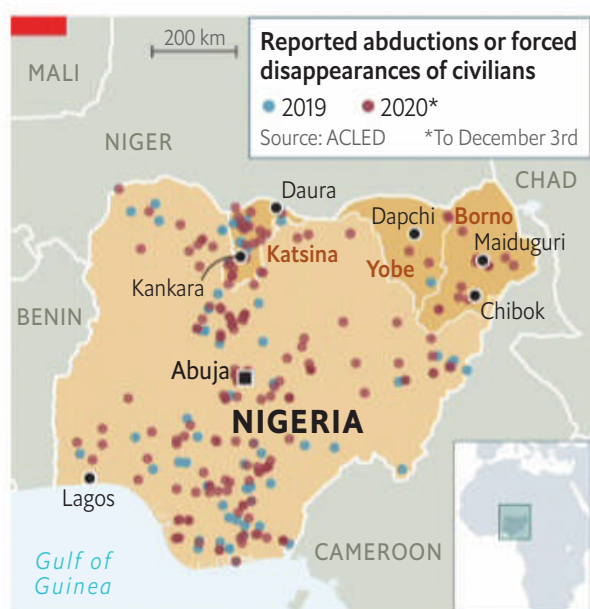 200 km
Reported abductions or forced
disappearances of civilians
2019
2020*
Source: ACLED
*To December 3rd
MALI
NIGER
CHAD
Daura
Dapchi
Borno
Maiduguri
Katsina
Yobe
Kankara
Chibok
BENIN
Abuja
NIGERIA
Lagos
CAMEROON
Gulf of
Guinea